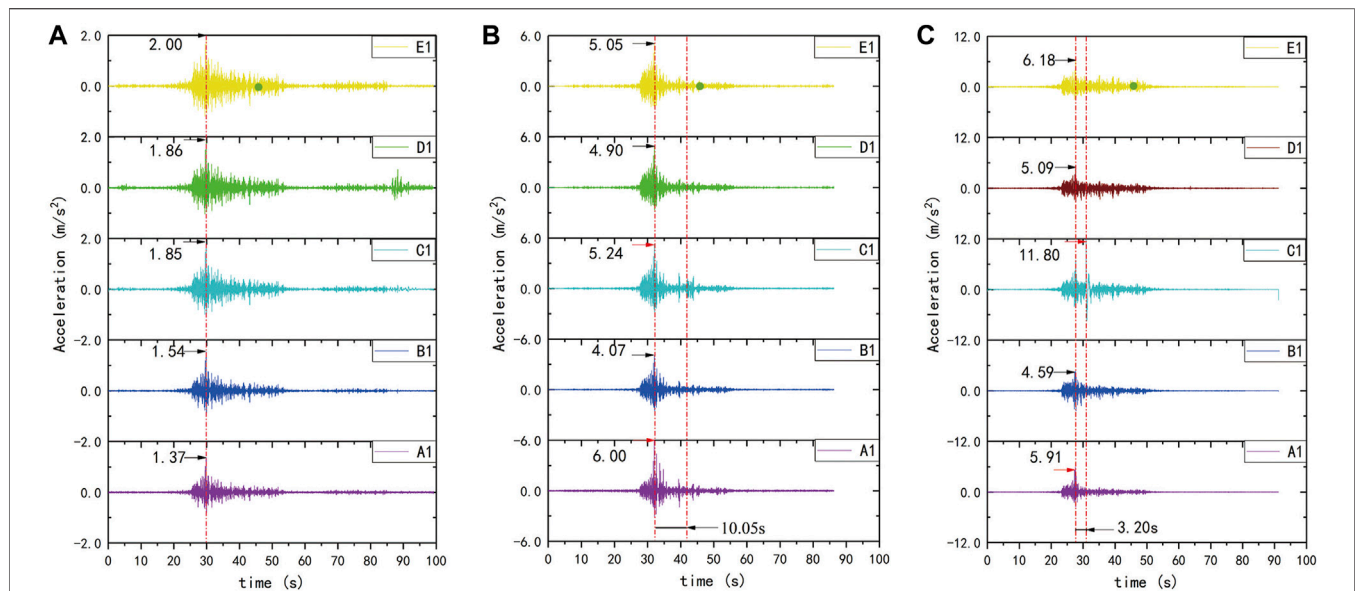 A
B
C
2.0
2.00
E1
0.0
2.0
1.86
D1
0.0
2.0
1.85
C1
0.0
-2.0
1.54
B1
0.0
-2.0
1.37
A1
0.0
-2.0
0 10 20 30 40 50 60 70 80 90 100
time (s)
Acceleration (m/s²)
6.0
5.05
E1
0.0
6.0
4.90
D1
0.0
6.0
5.24
C1
0.0
-6.0
4.07
B1
0.0
-6.0
6.00
A1
0.0
10.05s
-6.0
0 10 20 30 40 50 60 70 80 90 100
time (s)
Acceleration (m/s²)
12.0
6.18
E1
0.0
12.0
5.09
D1
0.0
12.0
11.80
C1
0.0
-12.0
4.59
B1
0.0
-12.0
5.91
A1
0.0
3.20s
-12.0
0 10 20 30 40 50 60 70 80 90 100
time (s)
Acceleration (m/s²)